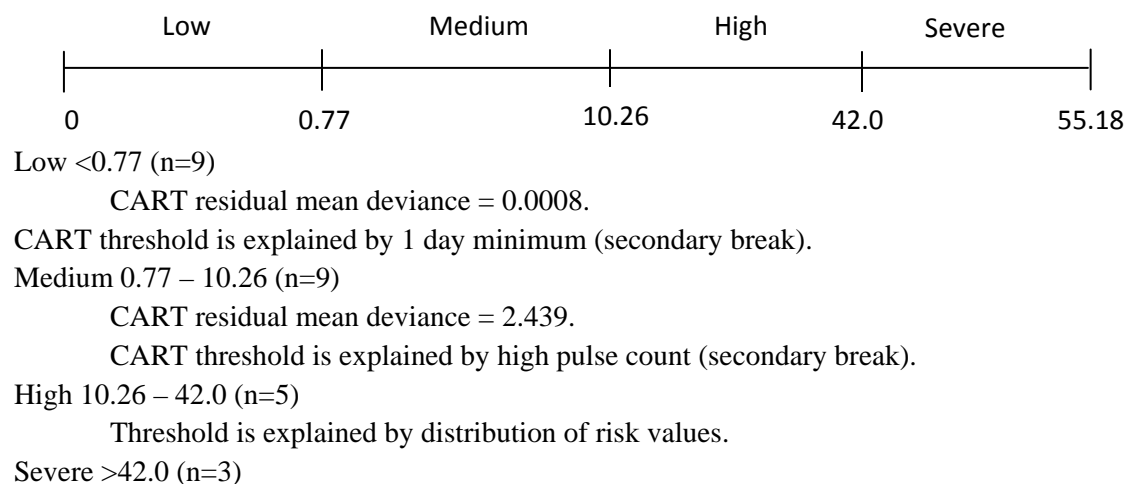 Low Medium High Severe
0 0.77 10.26 42.0 55.18
Low <0.77 (n=9)
CART residual mean deviance = 0.0008.
CART threshold is explained by 1 day minimum (secondary break).
Medium 0.77 – 10.26 (n=9)
CART residual mean deviance = 2.439.
CART threshold is explained by high pulse count (secondary break).
High 10.26 – 42.0 (n=5)
Threshold is explained by distribution of risk values.
Severe >42.0 (n=3)